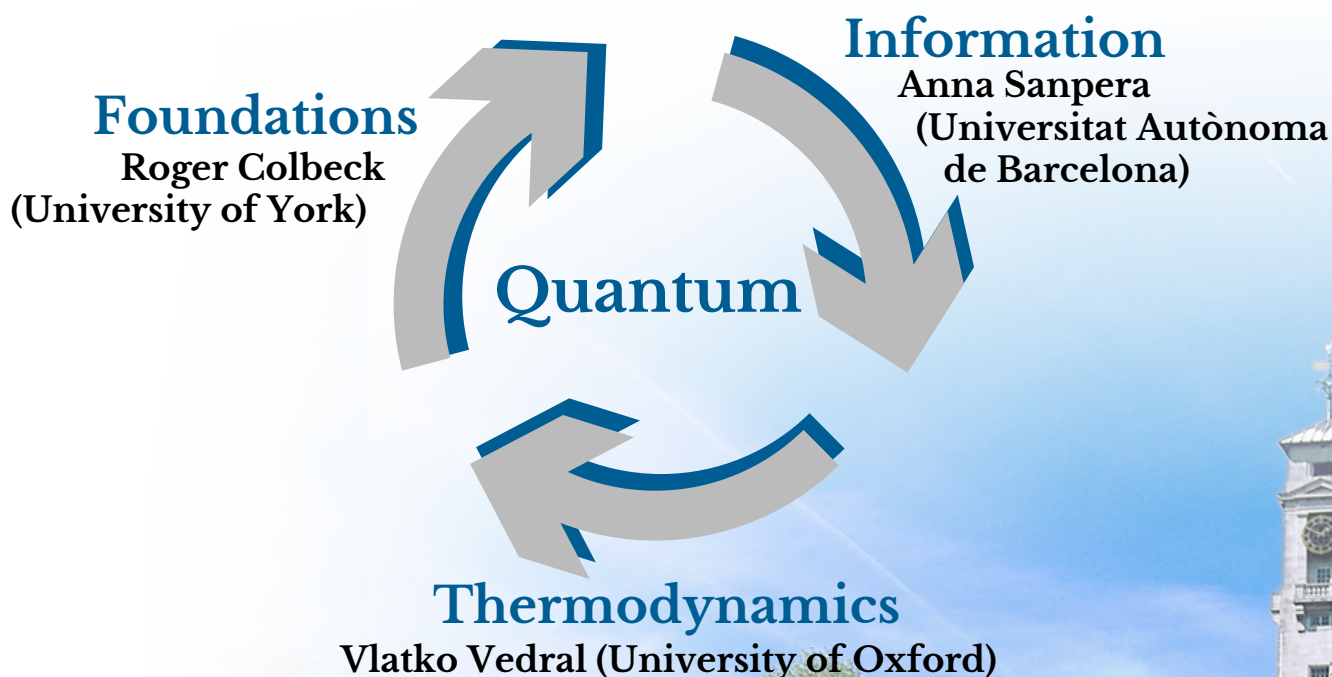 Foundations
Roger Colbeck
(University of York)
Information
Anna Sanpera
(Universitat Autònoma
de Barcelona)
Quantum
Thermodynamics
Vlatko Vedral (University of Oxford)